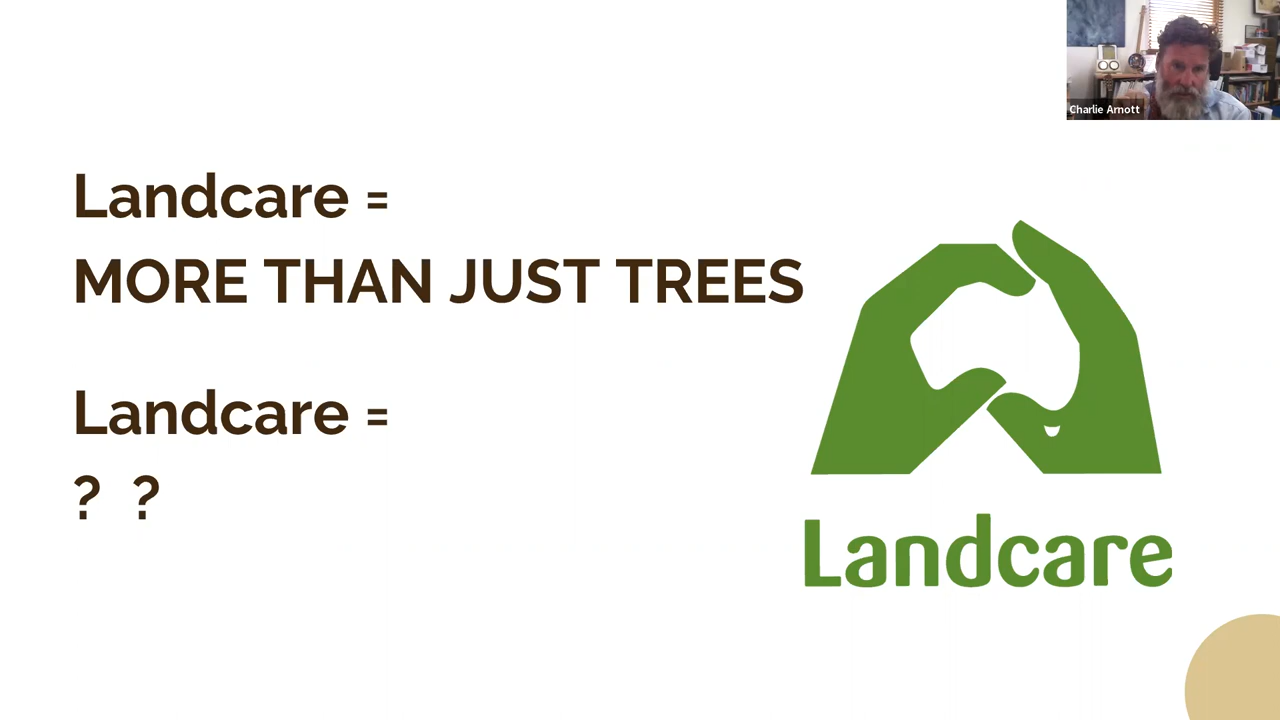 Charlie Arnott
Landcare =
MORE THAN JUST TREES
Landcare =
? ?
Landcare